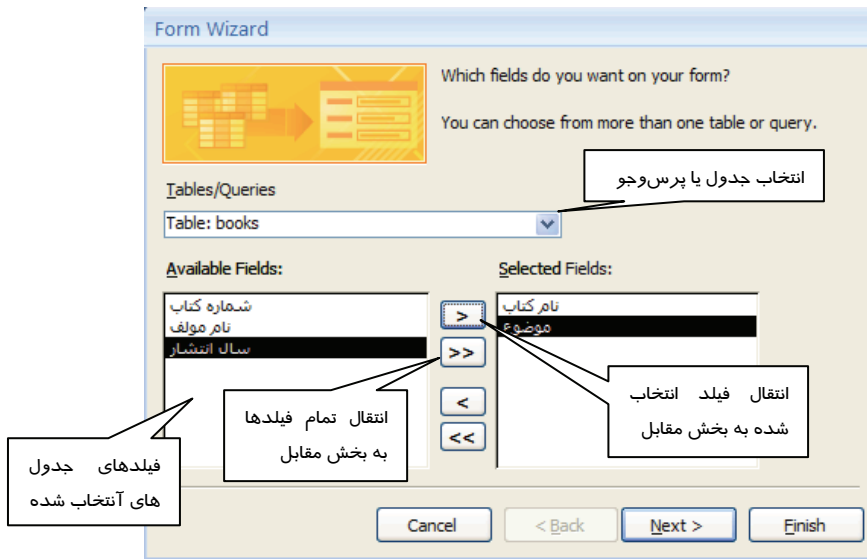 Form Wizard
Which fields do you want on your form?
You can choose from more than one table or query.
انتخاب جدول یا پرس‌وجو
Tables/Queries
Table: books
Available Fields:
Selected Fields:
شماره کتاب
نام مولف
سال انتشار
>
>>
<
<<
نام کتاب
موضوع
انتقال فیلد انتخاب
شده به بخش مقابل
انتقال تمام فیلدها
به بخش مقابل
فیلدهای جدول
های آنتخاب شده
Cancel
< Back
Next >
Finish